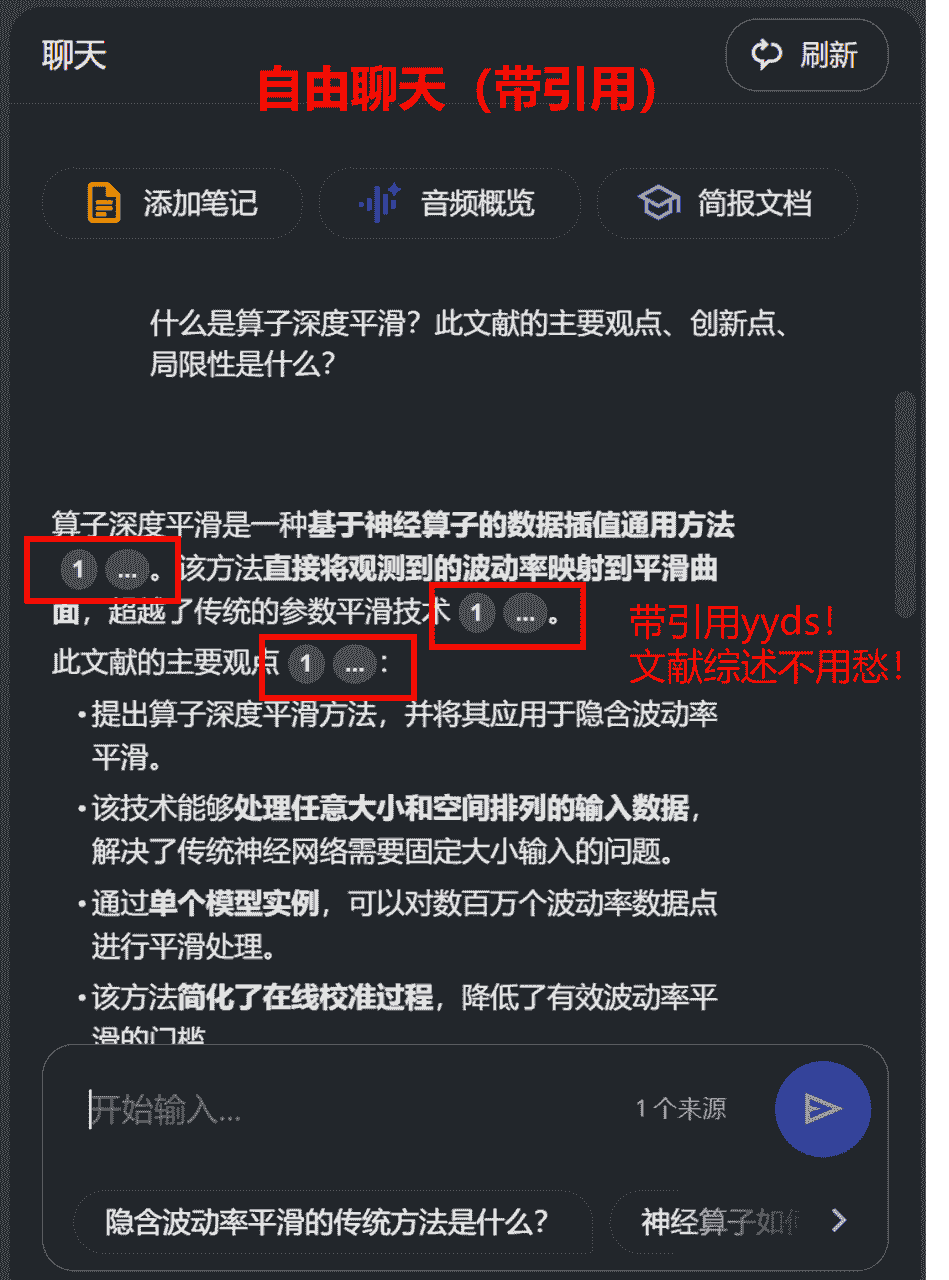 聊天
刷新
自由聊天（带引用）
添加笔记
音频概览
简报文档
什么是算子深度平滑？此文献的主要观点、创新点、
局限性是什么？
算子深度平滑是一种基于神经算子的数据插值通用方法
1 ... 。该方法直接将观测到的波动率映射到平滑曲
面，超越了传统的参数平滑技术 1 ... 。
带引用yyds！
文献综述不用愁！
此文献的主要观点 1 ... ：
•提出算子深度平滑方法，并将其应用于隐含波动率
平滑。
•该技术能够处理任意大小和空间排列的输入数据，
解决了传统神经网络需要固定大小输入的问题。
•通过单个模型实例，可以对数百万个波动率数据点
进行平滑处理。
•该方法简化了在线校准过程，降低了有效波动率平
滑的门槛
开始输入...
1 个来源
隐含波动率平滑的传统方法是什么？
神经算子如